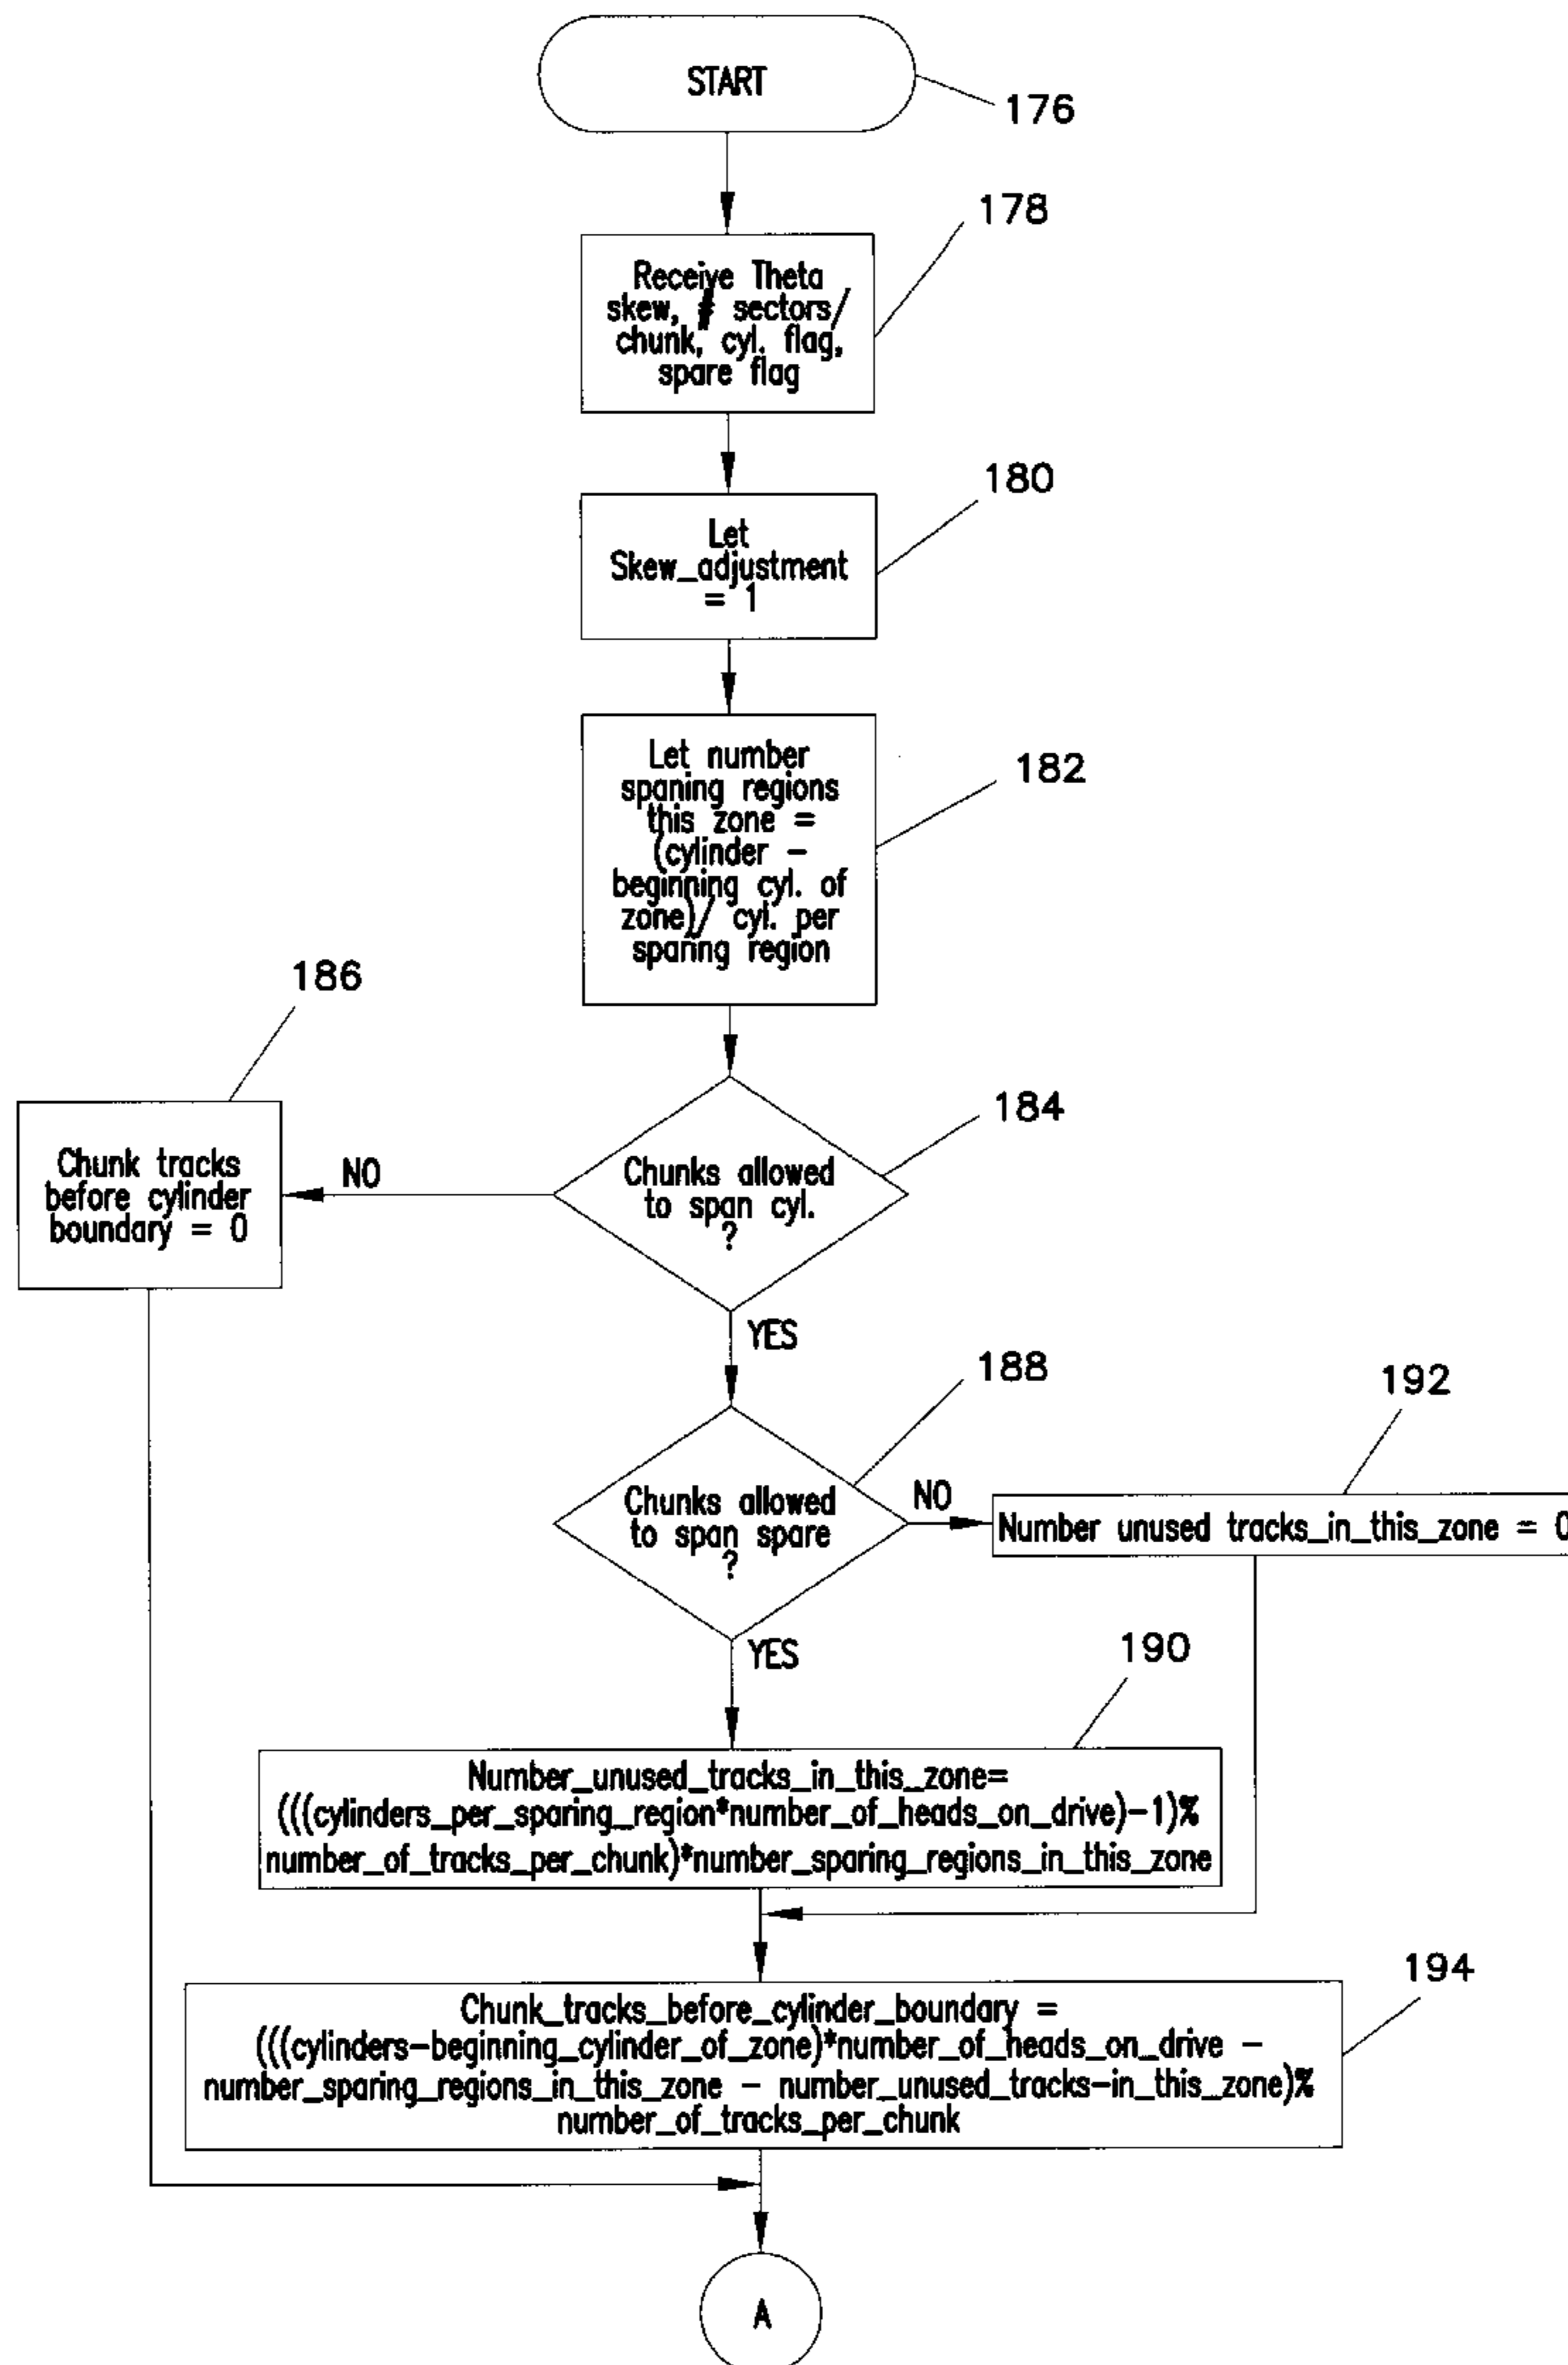 START
176
178
Receive Theta
skew, # sectors/
chunk, cyl. flag,
spare flag
180
Let
Skew_adjustment
= 1
182
Let number
spaning regions
this zone =
(cylinder –
beginning cyl. of
zone)/ cyl. per
sparing region
186
Chunk tracks
before cylinder
boundary = 0
NO
184
Chunks allowed
to span cyl.
?
YES
188
Chunks allowed
to span spare
?
NO
192
Number unused tracks_in_this_zone = 0
YES
190
Number_unused_tracks_in_this_zone=
(((cylinders_per_sparing_region*number_of_heads_on_drive)-1)%
number_of_tracks_per_chunk)*number_sparing_regions_in_this_zone
194
Chunk_tracks_before_cylinder_boundary =
(((cylinders-beginning_cylinder_of_zone)*number_of_heads_on_drive –
number_sparing_regions_in_this_zone – number_unused_tracks-in_this_zone)%
number_of_tracks_per_chunk
A